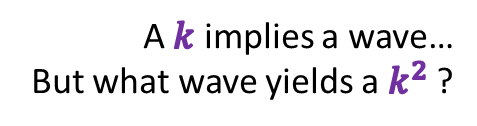 A k implies a wave...
But what wave yields a k² ?